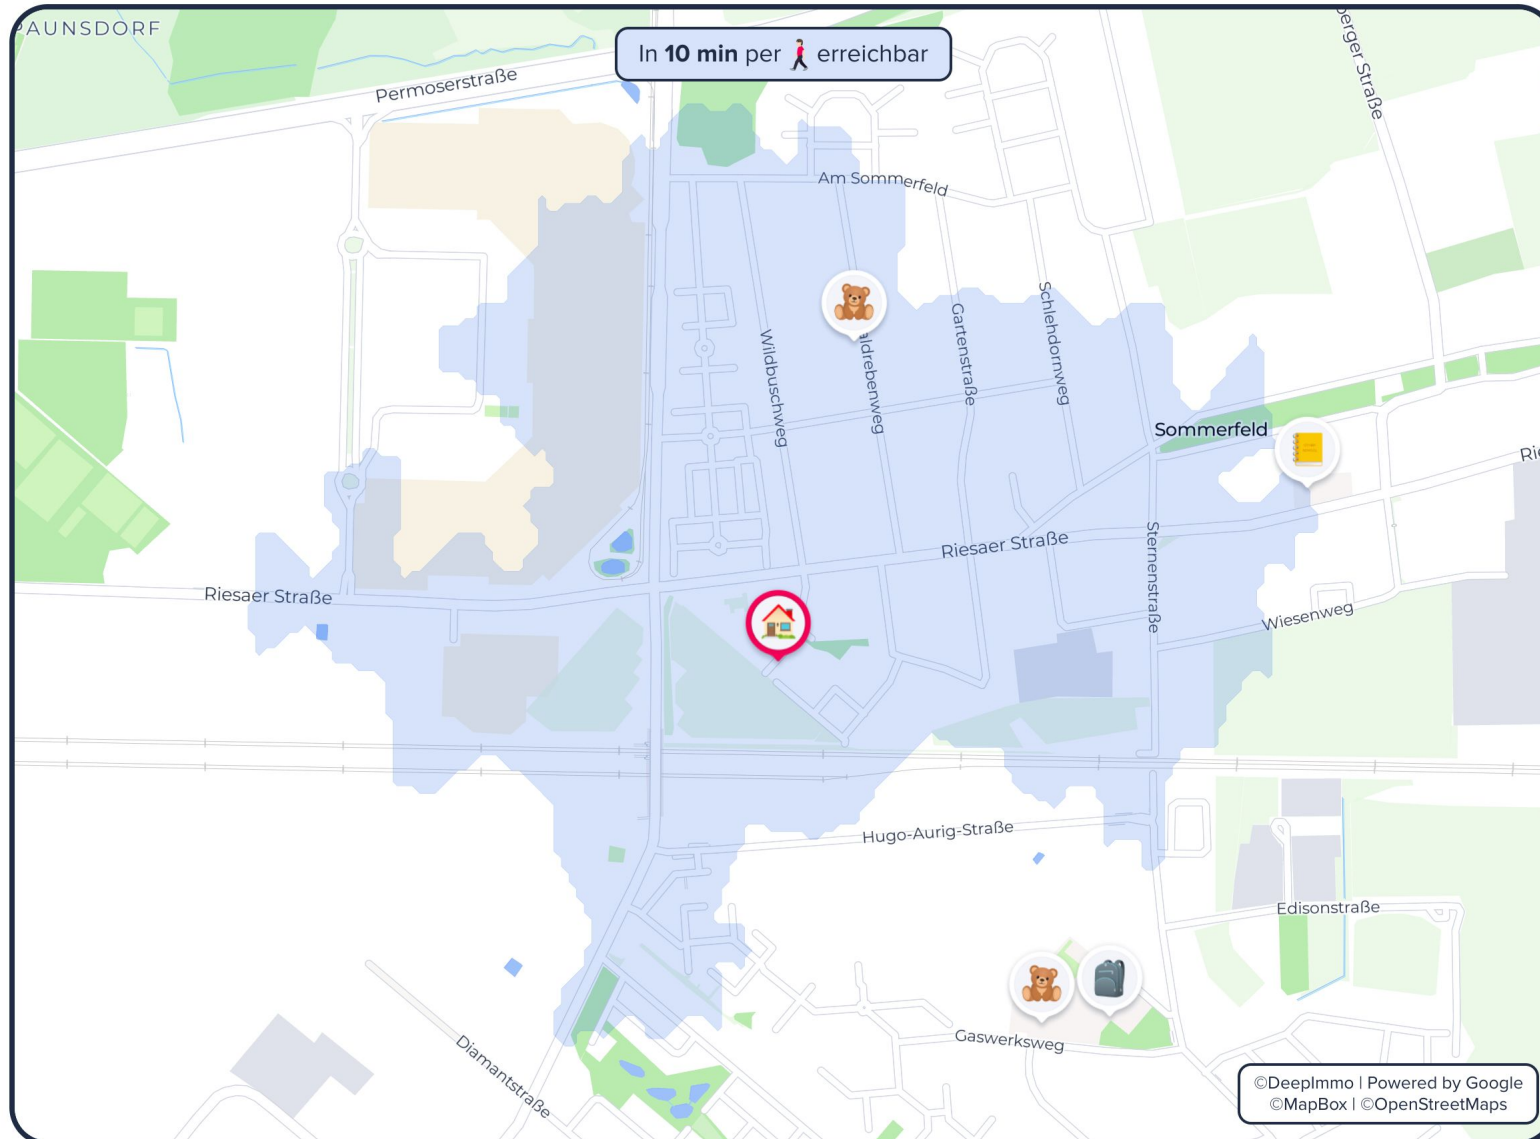 PAUNSDORF
In 10 min per erreichbar
Permoserstraße
Am Sommerfeld
Wildbuschweg
Gartenstraße
Schlehdornweg
Sommerfeld
Riesaer Straße
Sternenstraße
Riesaer Straße
Wiesenweg
Hugo-Aurig-Straße
Edisonstraße
Gaswerksweg
Diamantstraße
©DeepImmo | Powered by Google
©MapBox | ©OpenStreetMaps